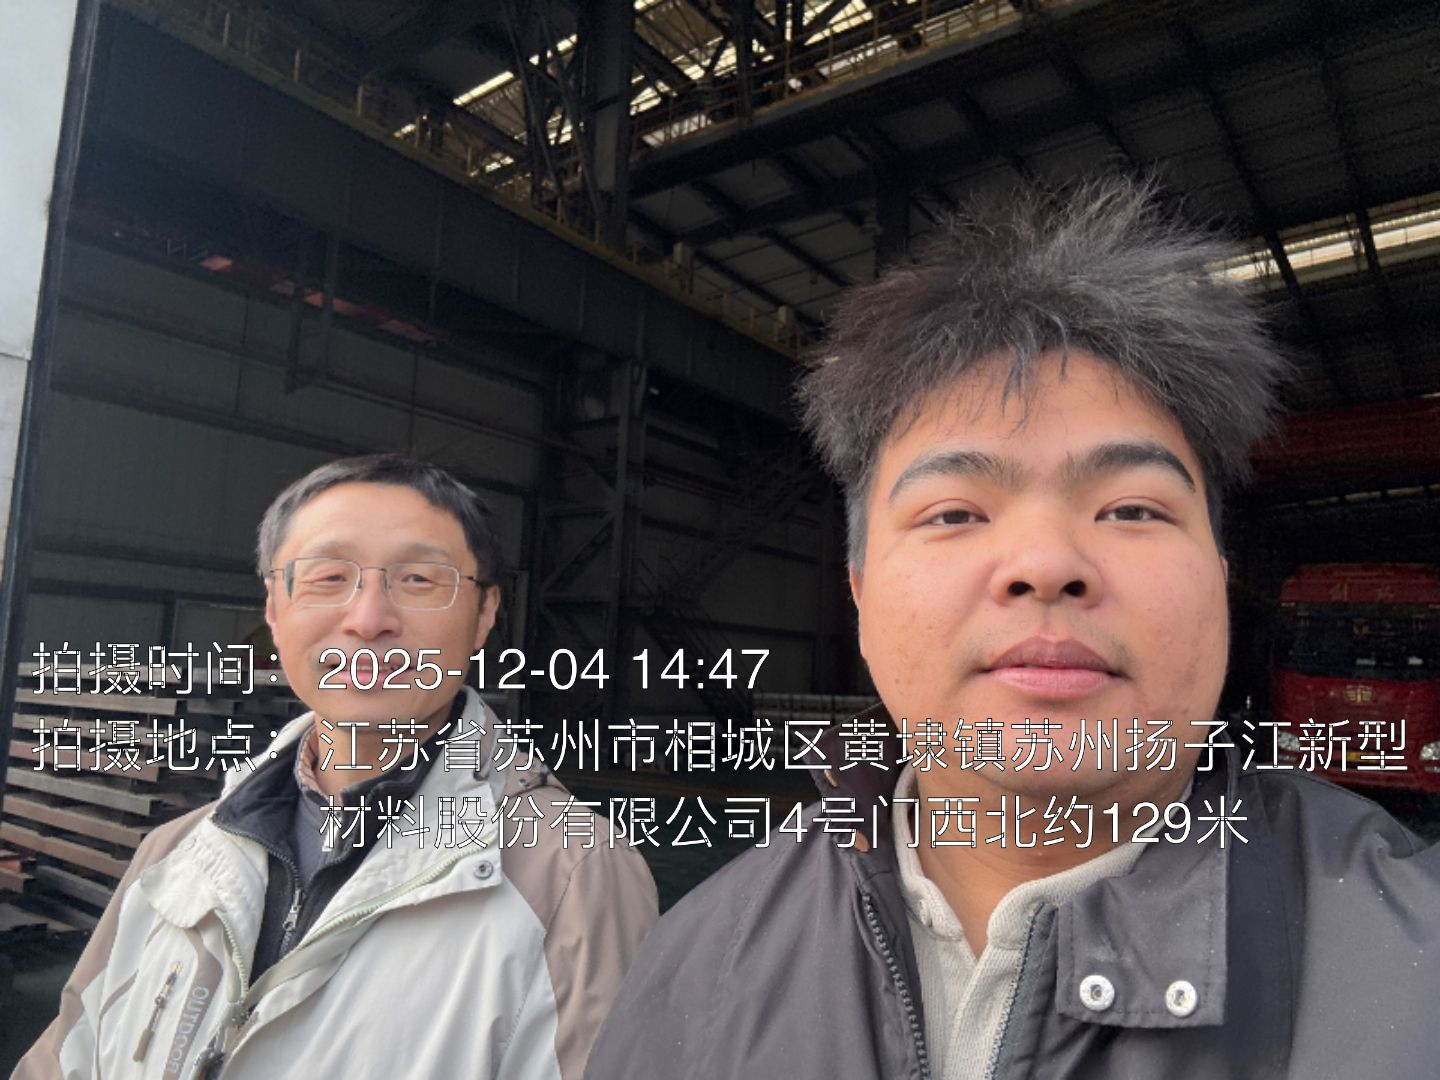 拍摄时间：2025-12-04 14:47
拍摄地点：江苏省苏州市相城区黄埭镇苏州扬子江新型
材料股份有限公司4号门西北约129米
OUTDOOR